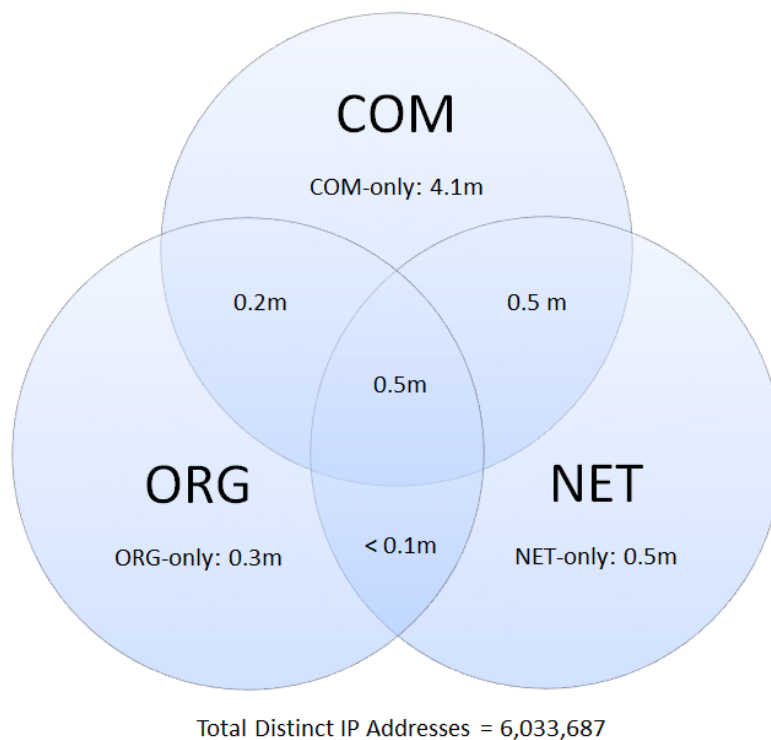 COM
COM-only: 4.1m
0.2m
0.5 m
0.5m
ORG
NET
< 0.1m
ORG-only: 0.3m
NET-only: 0.5m
Total Distinct IP Addresses = 6,033,687